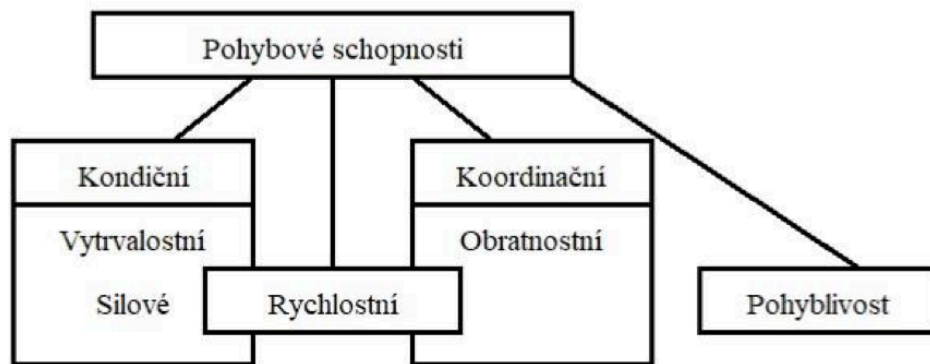 Pohybové schopnosti
Kondiční
Koordinační
Vytrvalostní
Obratnostní
Silové
Rychlostní
Pohyblivost